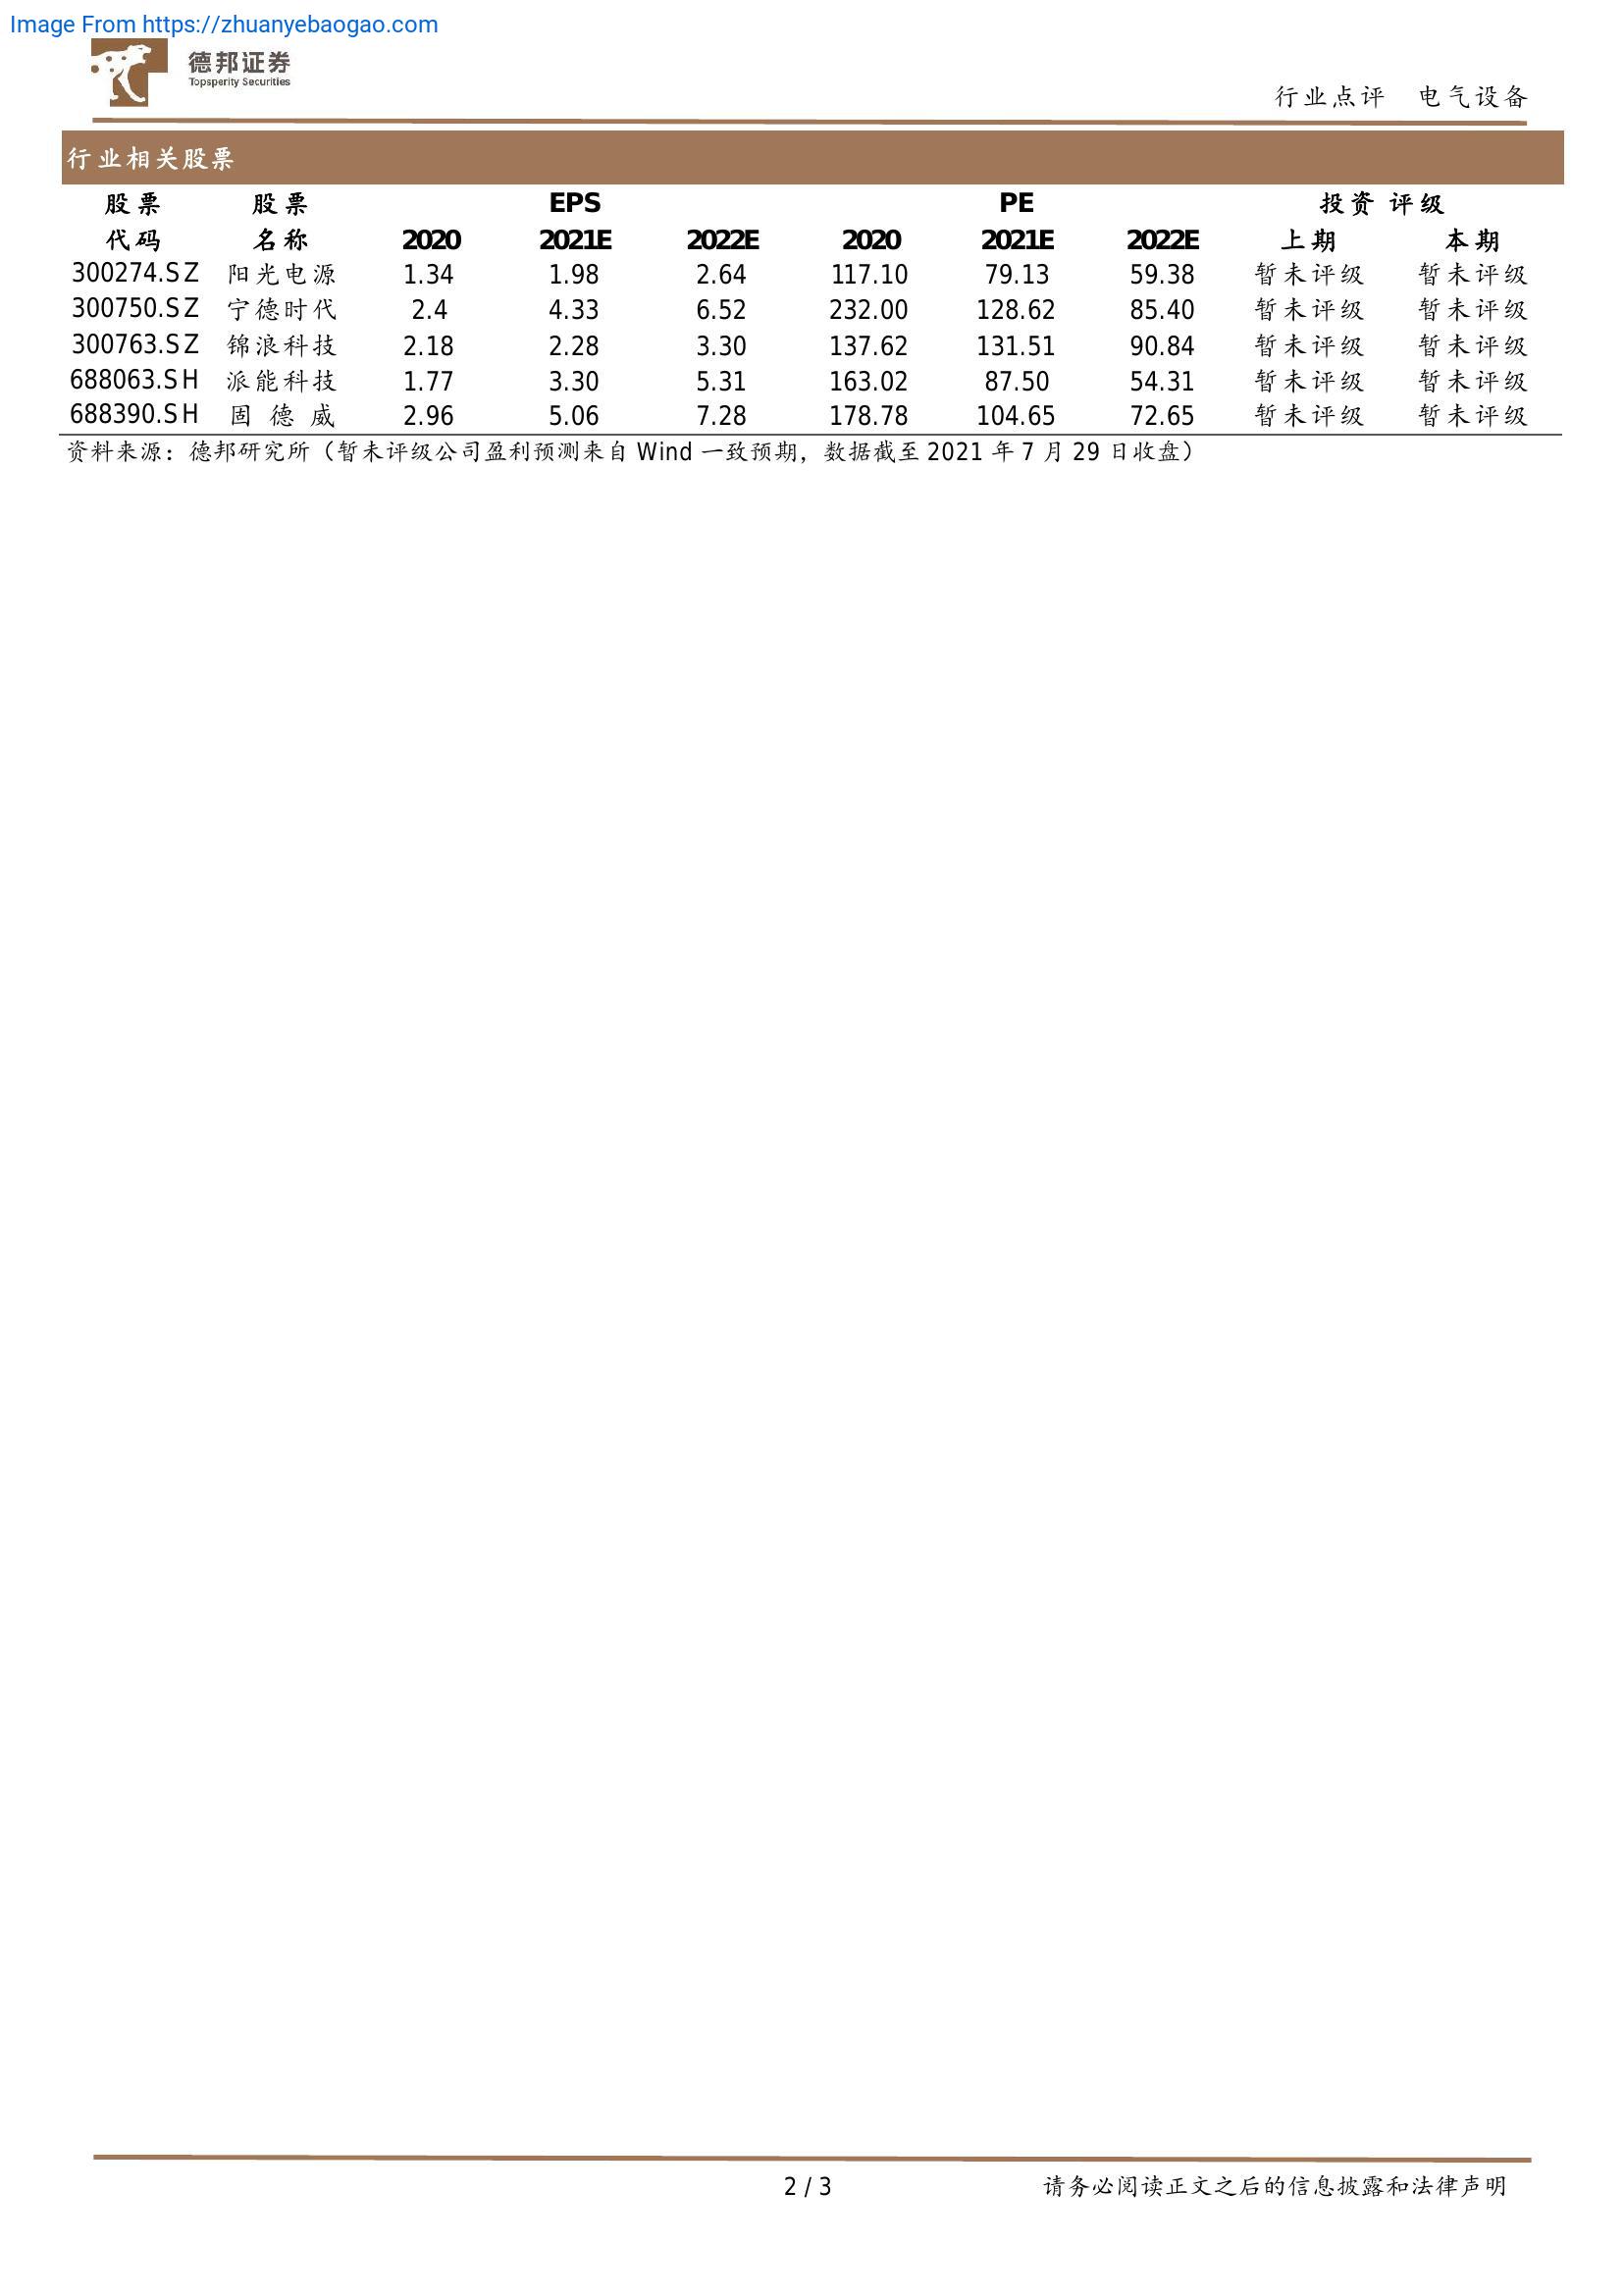 Image From https://zhuanyebaogao.com
德邦证券
Topsperity Securities
行业点评 电气设备
行业相关股票
股票 股票 EPS PE 投资评级
代码 名称 2020 2021E 2022E 2020 2021E 2022E 上期 本期
300274.SZ 阳光电源 1.34 1.98 2.64 117.10 79.13 59.38 暂未评级 暂未评级
300750.SZ 宁德时代 2.4 4.33 6.52 232.00 128.62 85.40 暂未评级 暂未评级
300763.SZ 锦浪科技 2.18 2.28 3.30 137.62 131.51 90.84 暂未评级 暂未评级
688063.SH 派能科技 1.77 3.30 5.31 163.02 87.50 54.31 暂未评级 暂未评级
688390.SH 固德威 2.96 5.06 7.28 178.78 104.65 72.65 暂未评级 暂未评级
资料来源：德邦研究所（暂未评级公司盈利预测来自 Wind 一致预期，数据截至 2021 年 7 月 29 日收盘）
2 / 3 请务必阅读正文之后的信息披露和法律声明